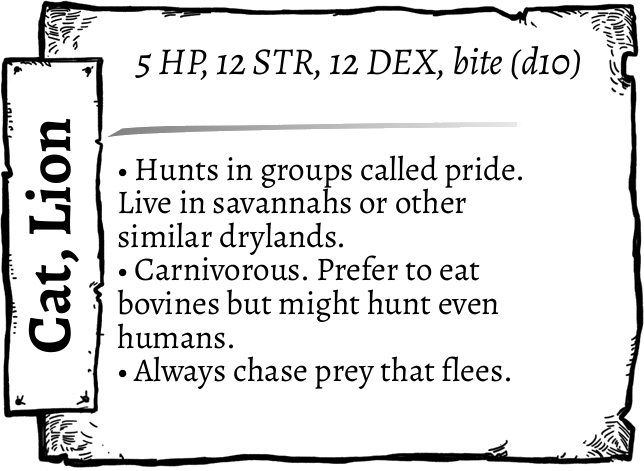 5 HP, 12 STR, 12 DEX, bite (d10)
Cat, Lion
• Hunts in groups called pride.
Live in savannahs or other
similar drylands.
• Carnivorous. Prefer to eat
bovines but might hunt even
humans.
• Always chase prey that flees.